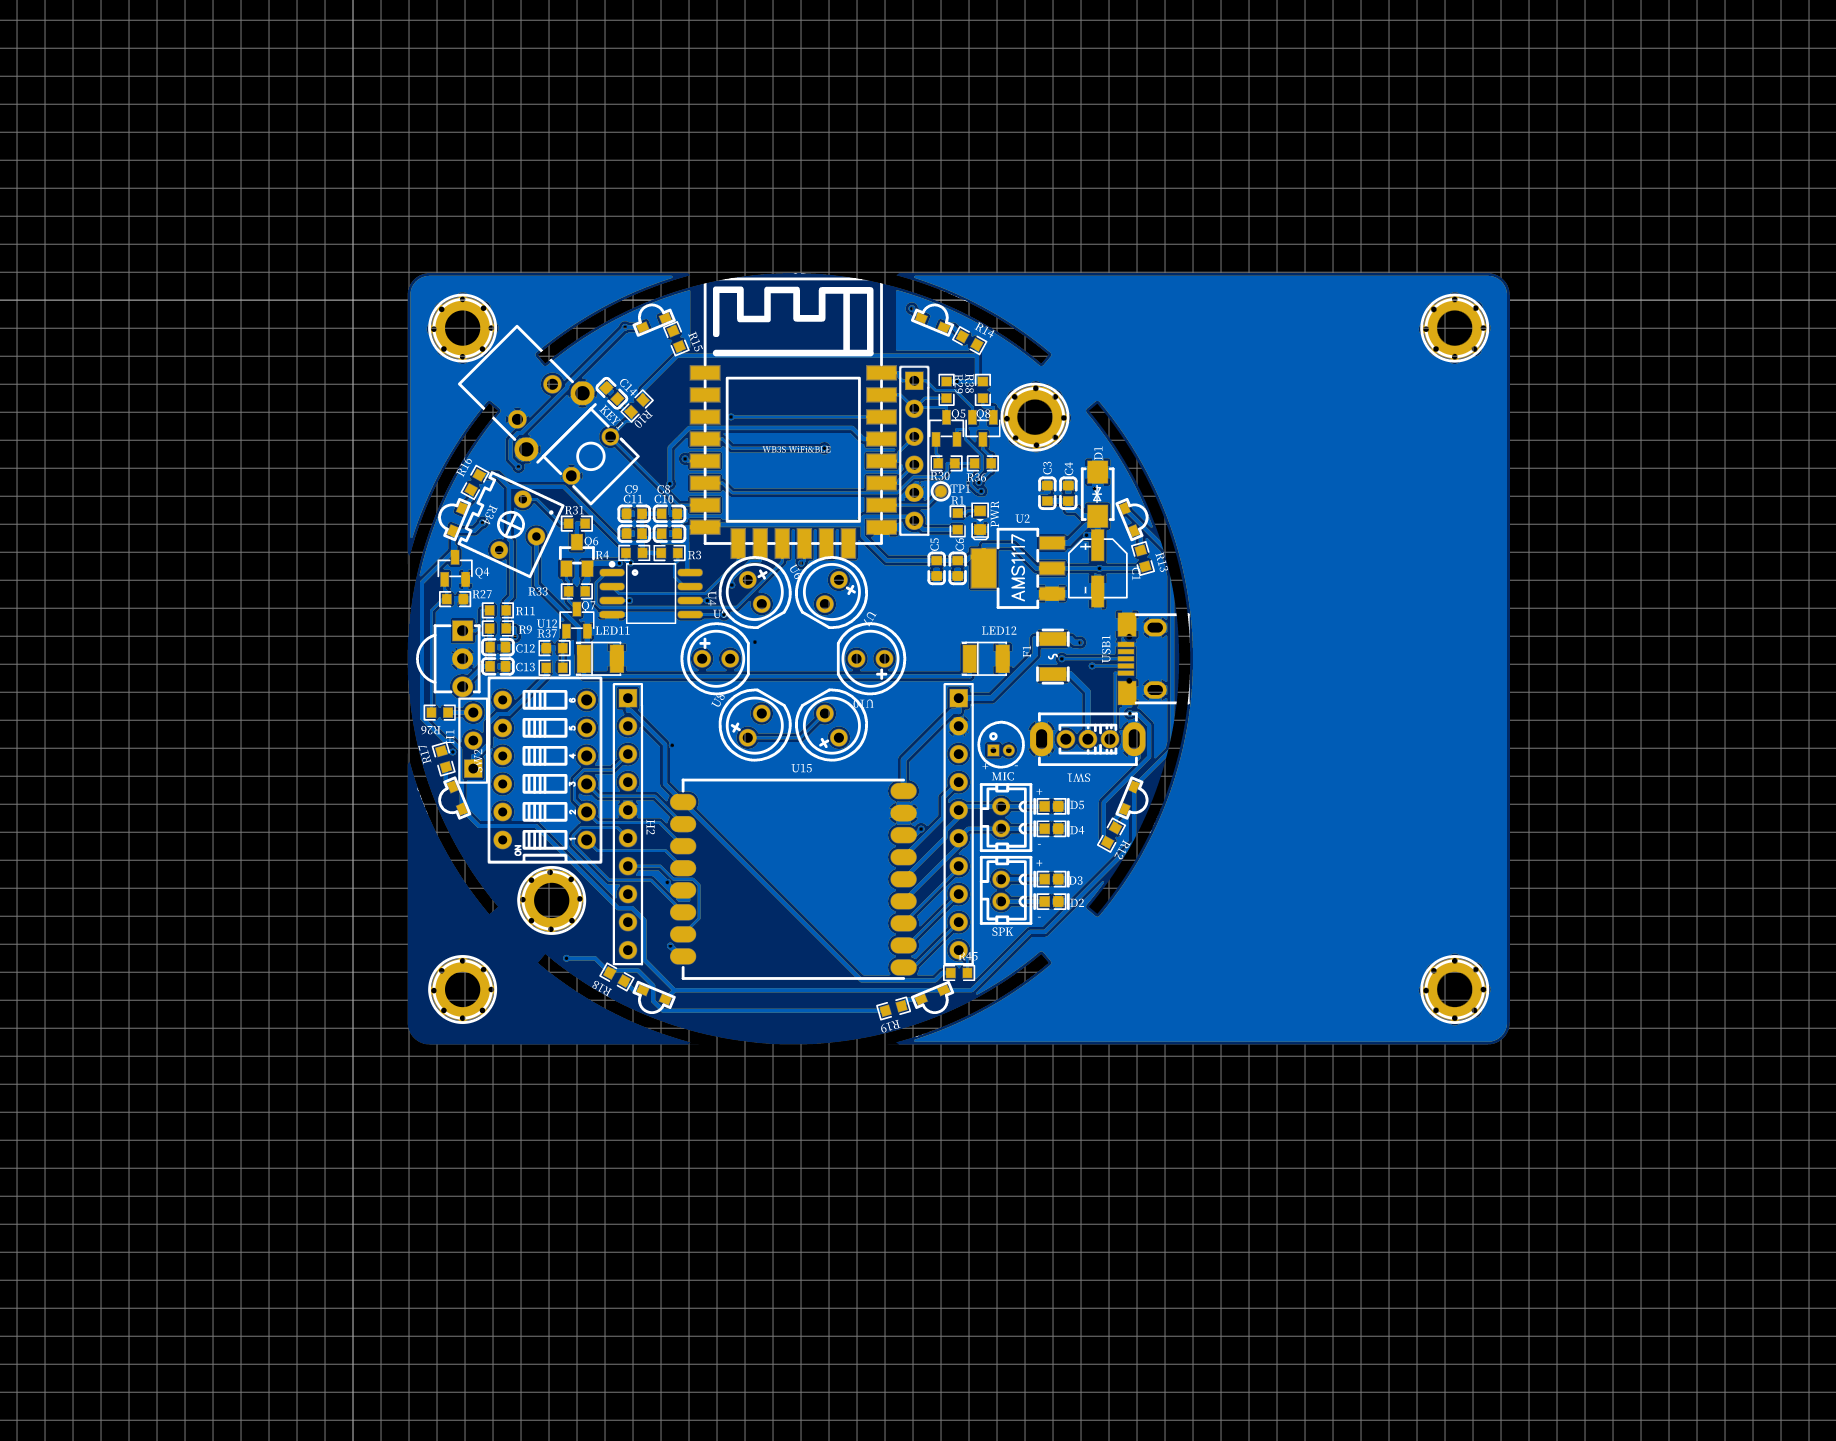 R15
R14
C14
R10
KEY1
R29
R38
Q5
Q8
WB3S WiFi&BLE
R16
R34
R30
R36
TP1
R1
PWR
C3
C4
D1
C9
C8
C11
C10
R31
Q6
R4
R3
U2
AMS1117
C5
C6
+
-
C1
R13
Q4
R27
R33
Q7
U4
U5
U6
U7
R11
R9
U12
R37
LED11
LED12
F1
USB1
C12
C13
U8
U10
R26
H1
R17
SW2
6
5
4
3
2
1
ON
H2
U15
+
-
MIC
SW1
+
D5
D4
-
R12
+
D3
D2
-
SPK
R45
R18
R19